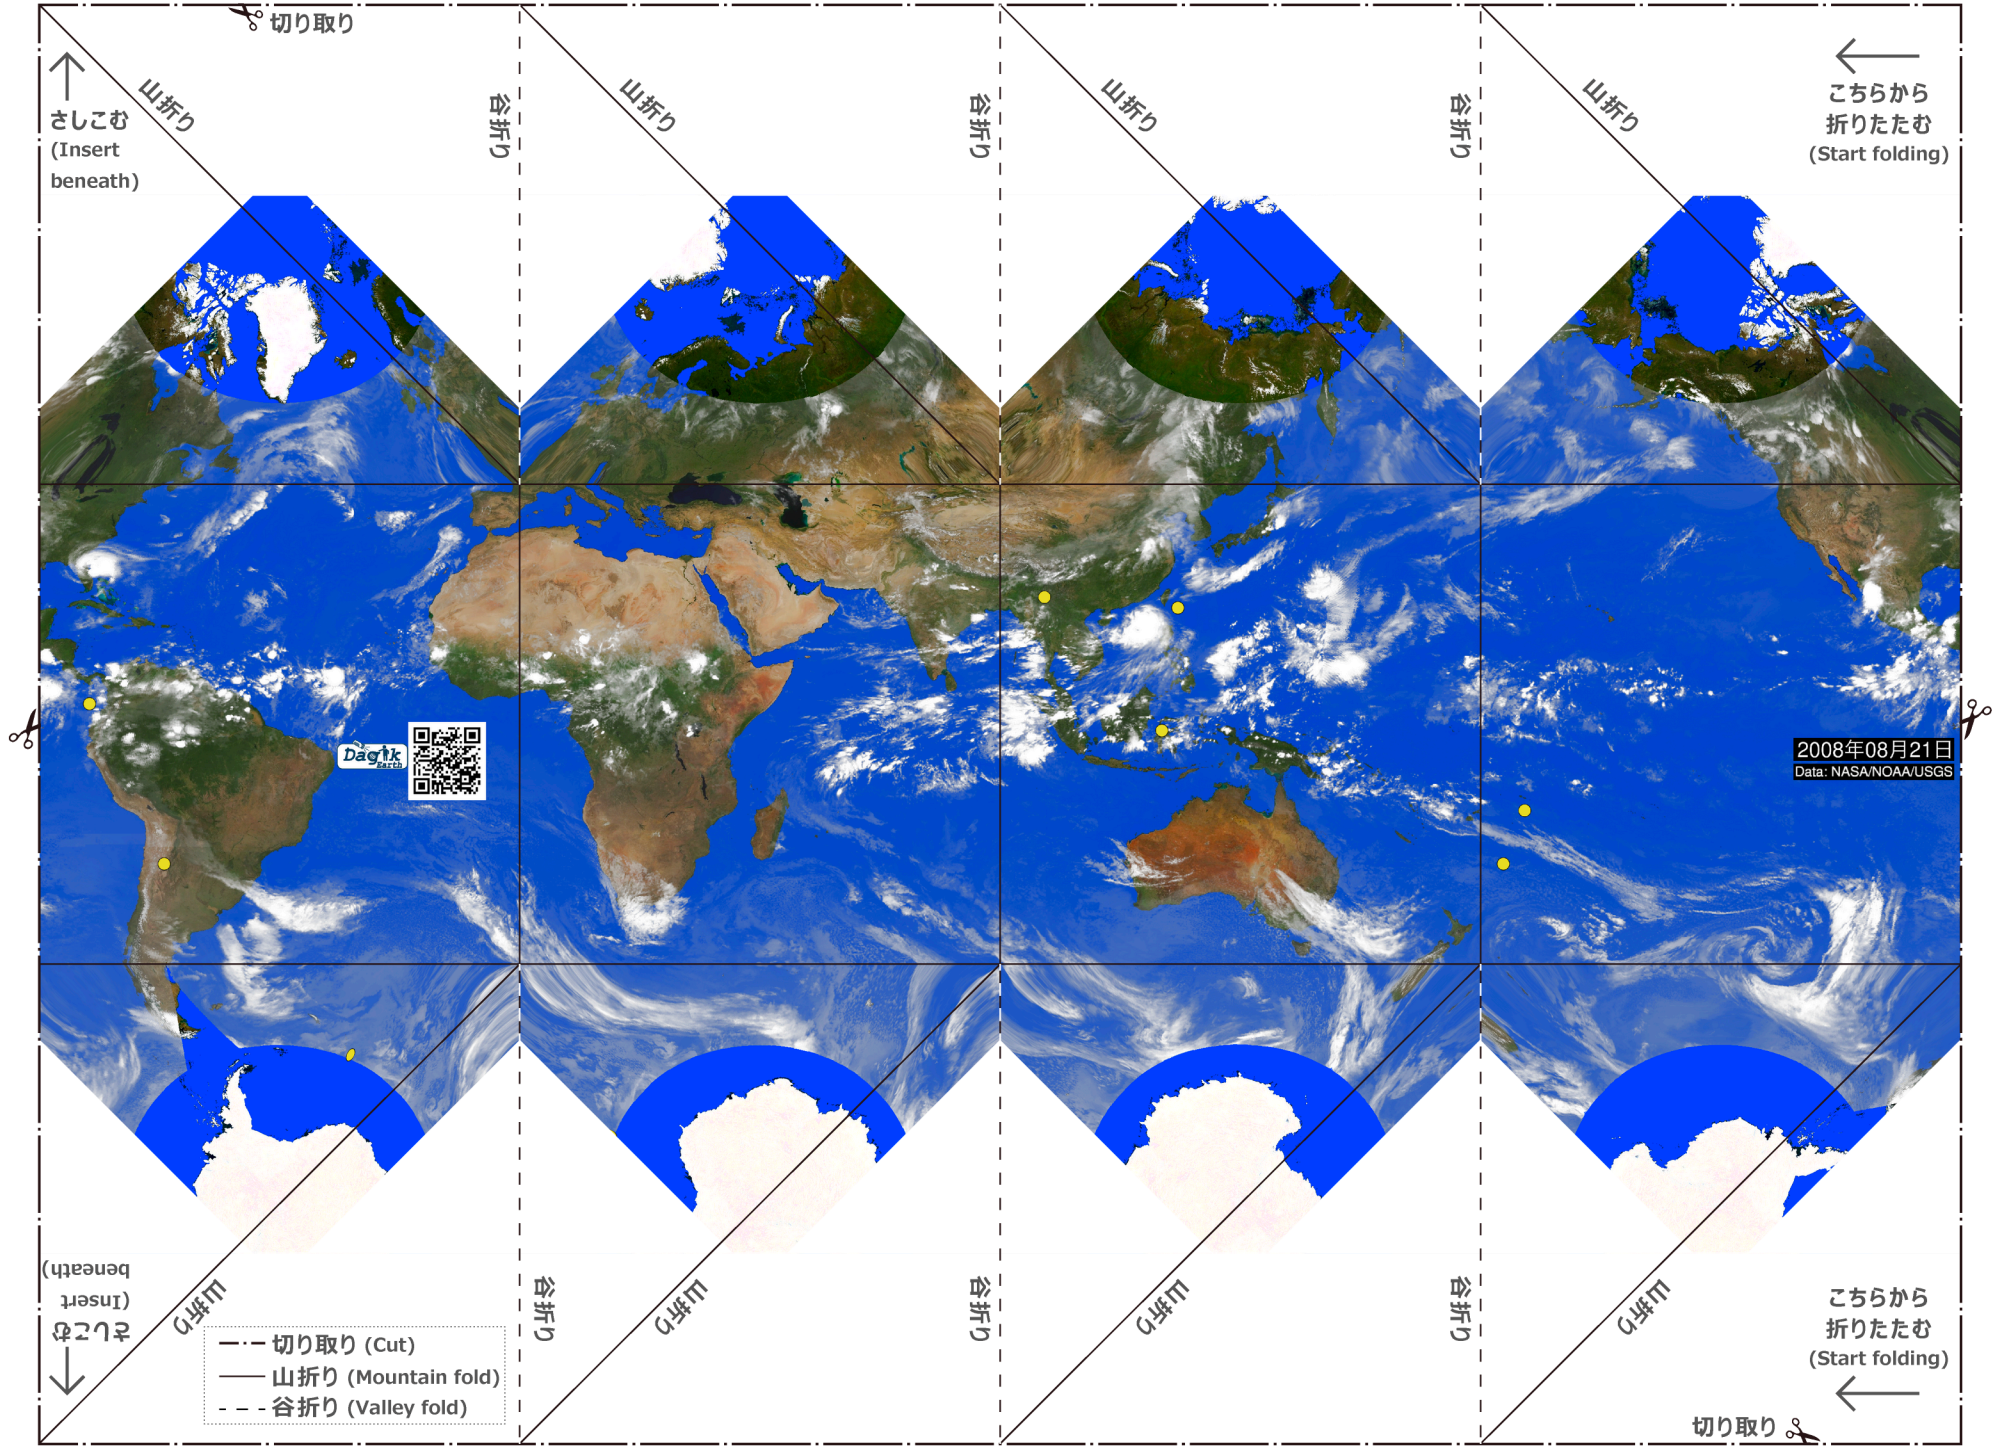 切り取り
さしこむ
(Insert
beneath)
山折り
谷折り
山折り
谷折り
山折り
谷折り
山折り
こちらから
折りたたむ
(Start folding)
Dagik
Earth
2008年08月21日
Data: NASA/NOAA/USGS
さしこむ
(Insert
beneath)
山折り
谷折り
山折り
谷折り
山折り
谷折り
山折り
こちらから
折りたたむ
(Start folding)
切り取り (Cut)
山折り (Mountain fold)
谷折り (Valley fold)
切り取り